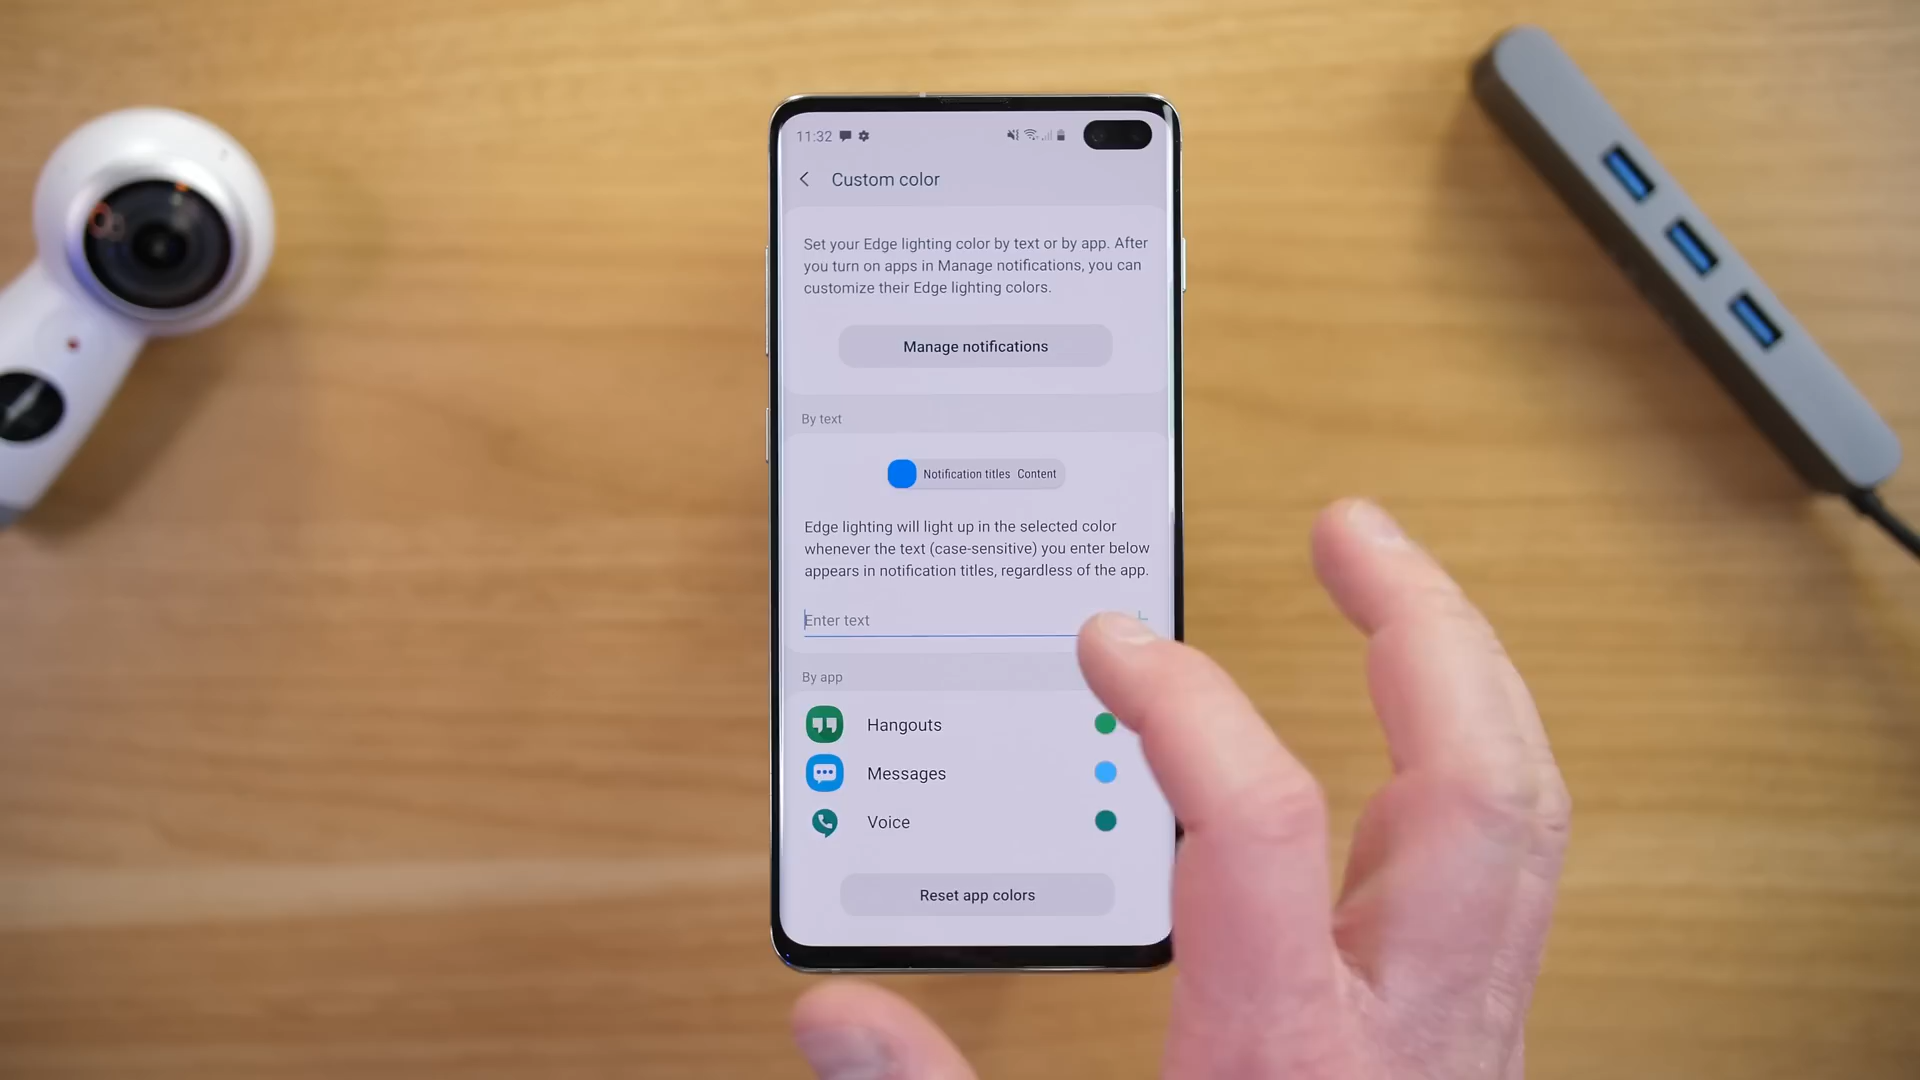 11:32
Custom color
Set your Edge lighting color by text or by app. After
you turn on apps in Manage notifications, you can
customize their Edge lighting colors.
Manage notifications
By text
Notification titles Content
Edge lighting will light up in the selected color
whenever the text (case-sensitive) you enter below
appears in notification titles, regardless of the app.
Enter text
By app
Hangouts
Messages
Voice
Reset app colors